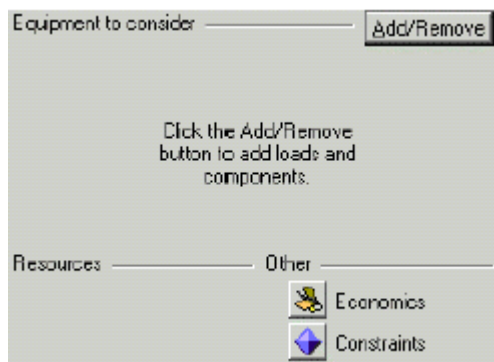 Equipment to consider
Add/Remove
Click the Add/Remove
button to add loads and
components.
Resources
Other
Economics
Constraints